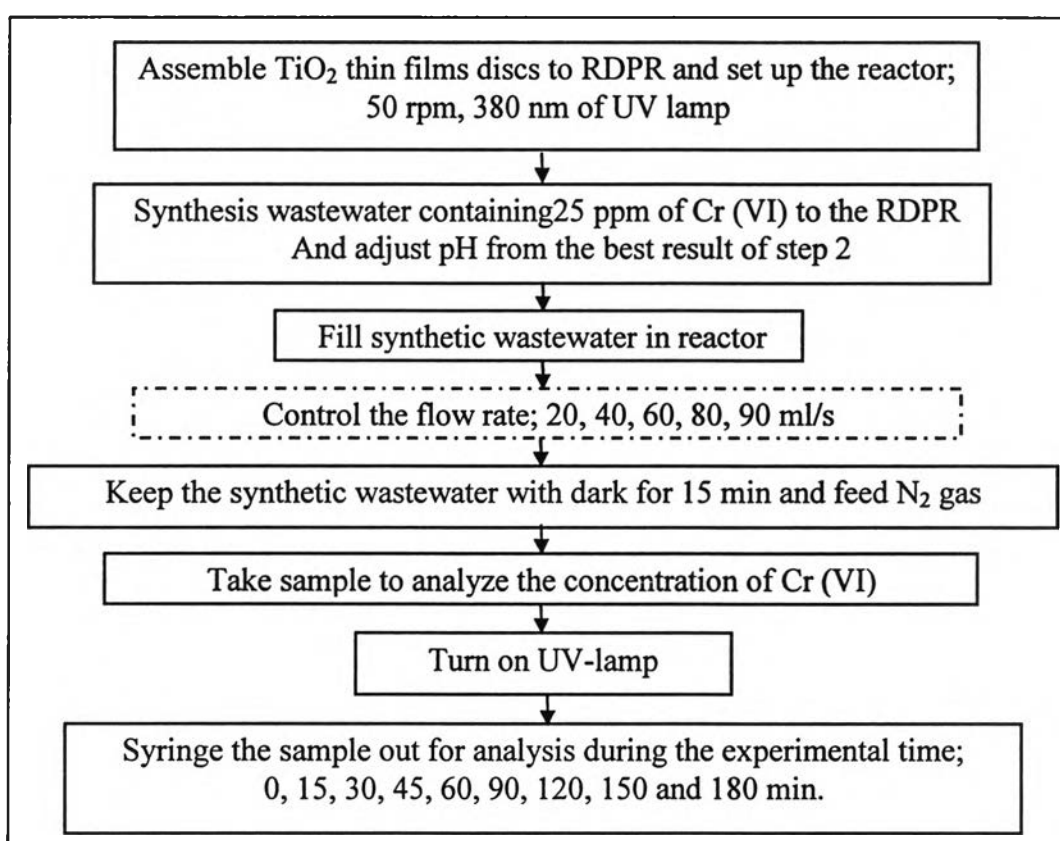 Assemble TiO₂ thin films discs to RDPR and set up the reactor;
50 rpm, 380 nm of UV lamp
Synthesis wastewater containing25 ppm of Cr (VI) to the RDPR
And adjust pH from the best result of step 2
Fill synthetic wastewater in reactor
Control the flow rate; 20, 40, 60, 80, 90 ml/s
Keep the synthetic wastewater with dark for 15 min and feed N₂ gas
Take sample to analyze the concentration of Cr (VI)
Turn on UV-lamp
Syringe the sample out for analysis during the experimental time;
0, 15, 30, 45, 60, 90, 120, 150 and 180 min.